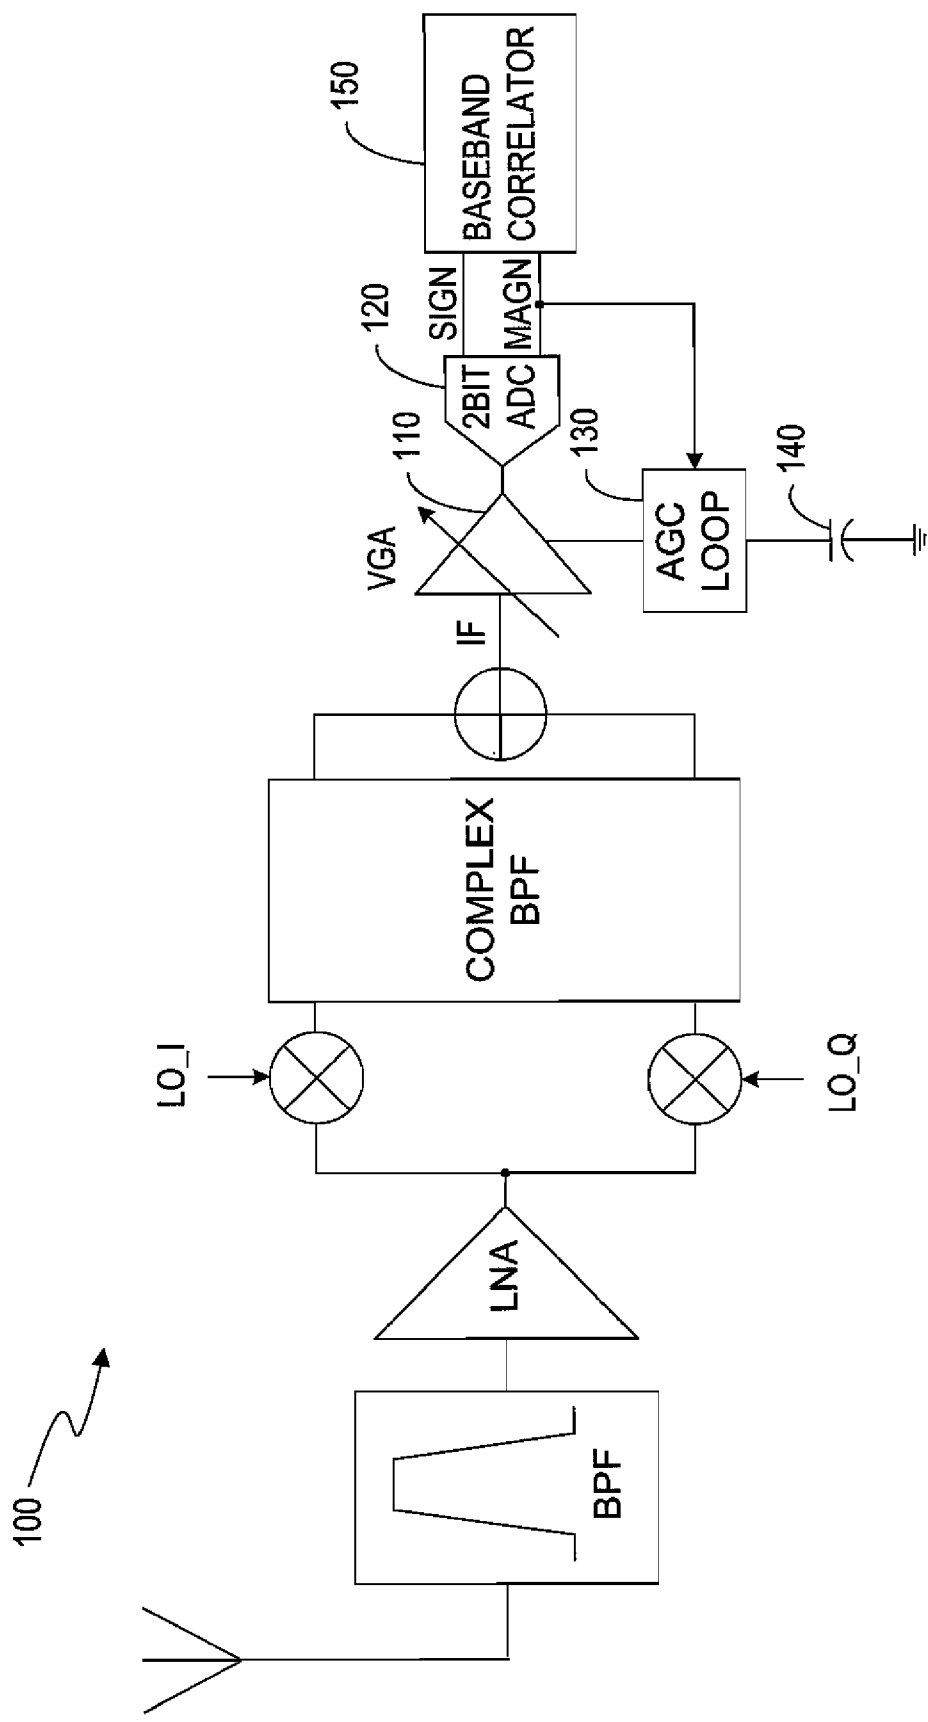 100
BPF
LNA
LO_I
LO_Q
COMPLEX
BPF
IF
VGA
110
2BIT
ADC
120
SIGN
MAGN
AGC
LOOP
130
140
BASEBAND
CORRELATOR
150